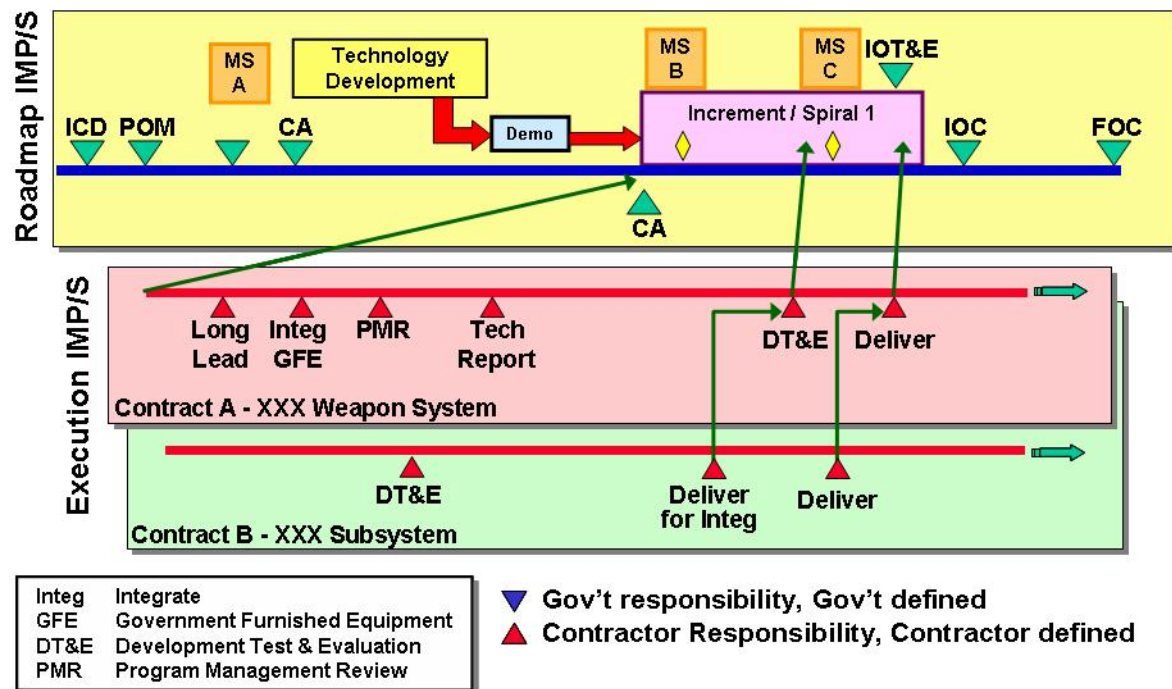 Roadmap IMP/S
MS
A
Technology
Development
MS
B
MS
C
IOT&E
ICD
POM
CA
Demo
Increment / Spiral 1
IOC
FOC
CA
Execution IMP/S
Long
Lead
Integ
GFE
PMR
Tech
Report
DT&E
Deliver
Contract A - XXX Weapon System
DT&E
Deliver
for Integ
Deliver
Contract B - XXX Subsystem
Integ Integrate
GFE Government Furnished Equipment
DT&E Development Test & Evaluation
PMR Program Management Review
Gov't responsibility, Gov't defined
Contractor Responsibility, Contractor defined